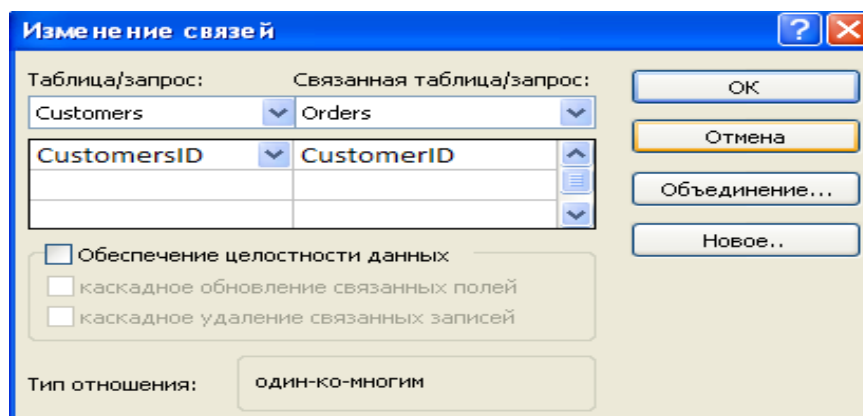 Изменение связей
Таблица/запрос: Связанная таблица/запрос:
Customers Orders
CustomersID CustomerID
Обеспечение целостности данных
каскадное обновление связанных полей
каскадное удаление связанных записей
Тип отношения: один-ко-многим
ОК
Отмена
Объединение...
Новое..